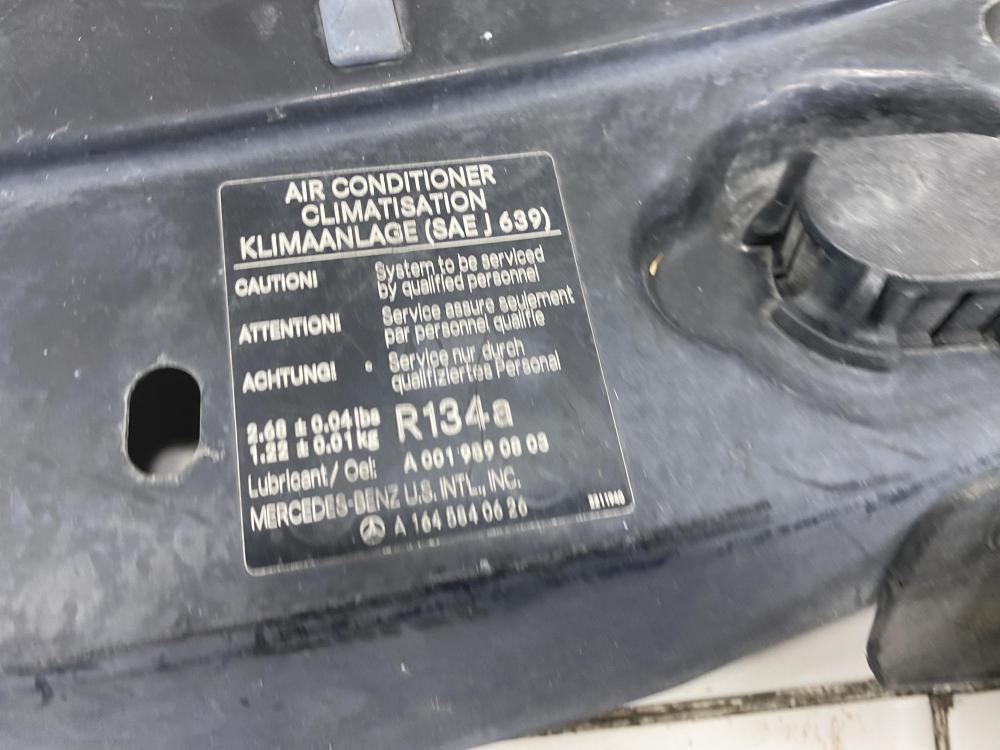 AIR CONDITIONER
CLIMATISATION
KLIMAANLAGE (SAE J 639)
CAUTION! System to be serviced
by qualified personnel
ATTENTION! Service assure seulement
par personnel qualifie
ACHTUNG! Service nur durch
qualifiziertes Personal
2.68 ± 0.04 lbs
1.22 ± 0.01 kg R134a
Lubricant/Oel: A 001 989 08 03
MERCEDES-BENZ U.S. INTL., INC.
A 164 584 06 26